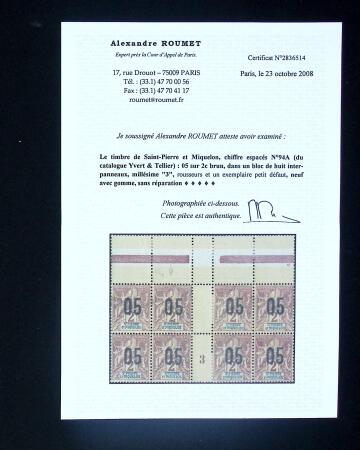 Alexandre ROUMET
Expert près la Cour d'Appel de Paris.
Certificat N°2836514
17, rue Drouot – 75009 PARIS
Paris, le 23 octobre 2008
Tél. : (33.1) 47 70 00 56
Fax : (33.1) 47 70 41 17
roumet@roumet.fr
Je soussigné Alexandre ROUMET atteste avoir examiné :
Le timbre de Saint-Pierre et Miquelon, chiffre espacés N°94A (du
catalogue Yvert & Tellier) : 05 sur 2c brun, dans un bloc de huit inter-
panneaux, millésime "3", rousseurs et un exemplaire petit défaut, neuf
avec gomme, sans réparation ♦ ♦ ♦ ♦ ♦
Photographiée ci-dessous.
Cette pièce est authentique.
05 05 05 05
05 05 3 05 05